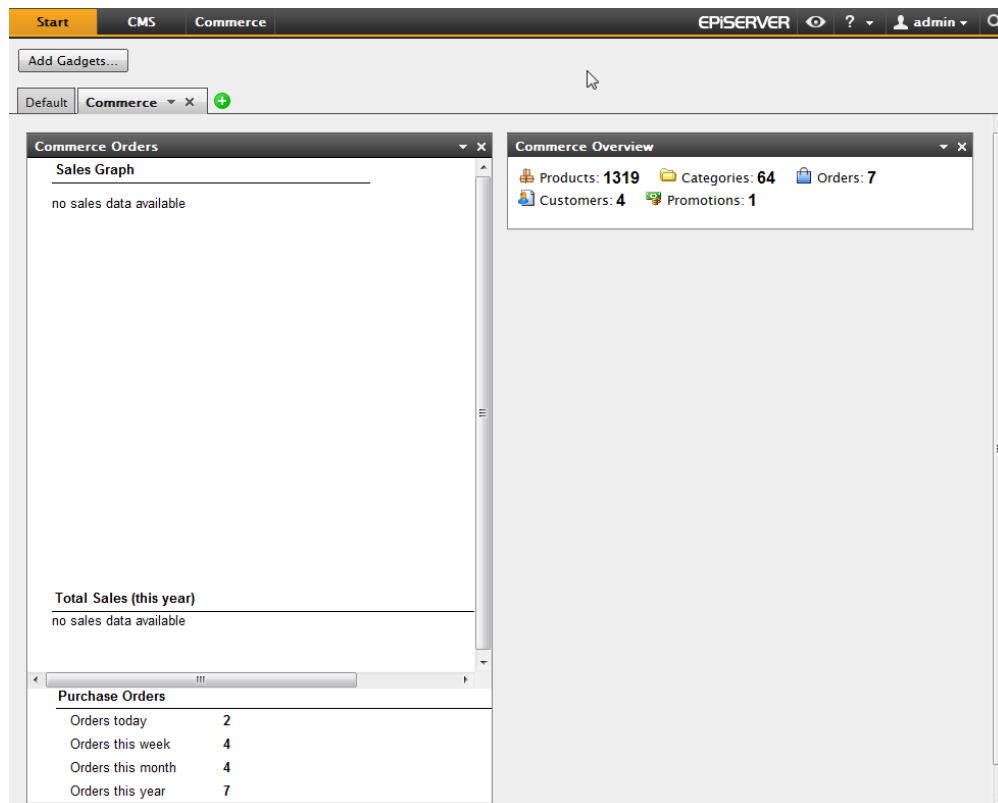 Start CMS Commerce EPiSERVER ? admin
Add Gadgets...
Default Commerce
Commerce Orders
Sales Graph
no sales data available
Total Sales (this year)
no sales data available
Purchase Orders
Orders today 2
Orders this week 4
Orders this month 4
Orders this year 7
Commerce Overview
Products: 1319 Categories: 64 Orders: 7
Customers: 4 Promotions: 1